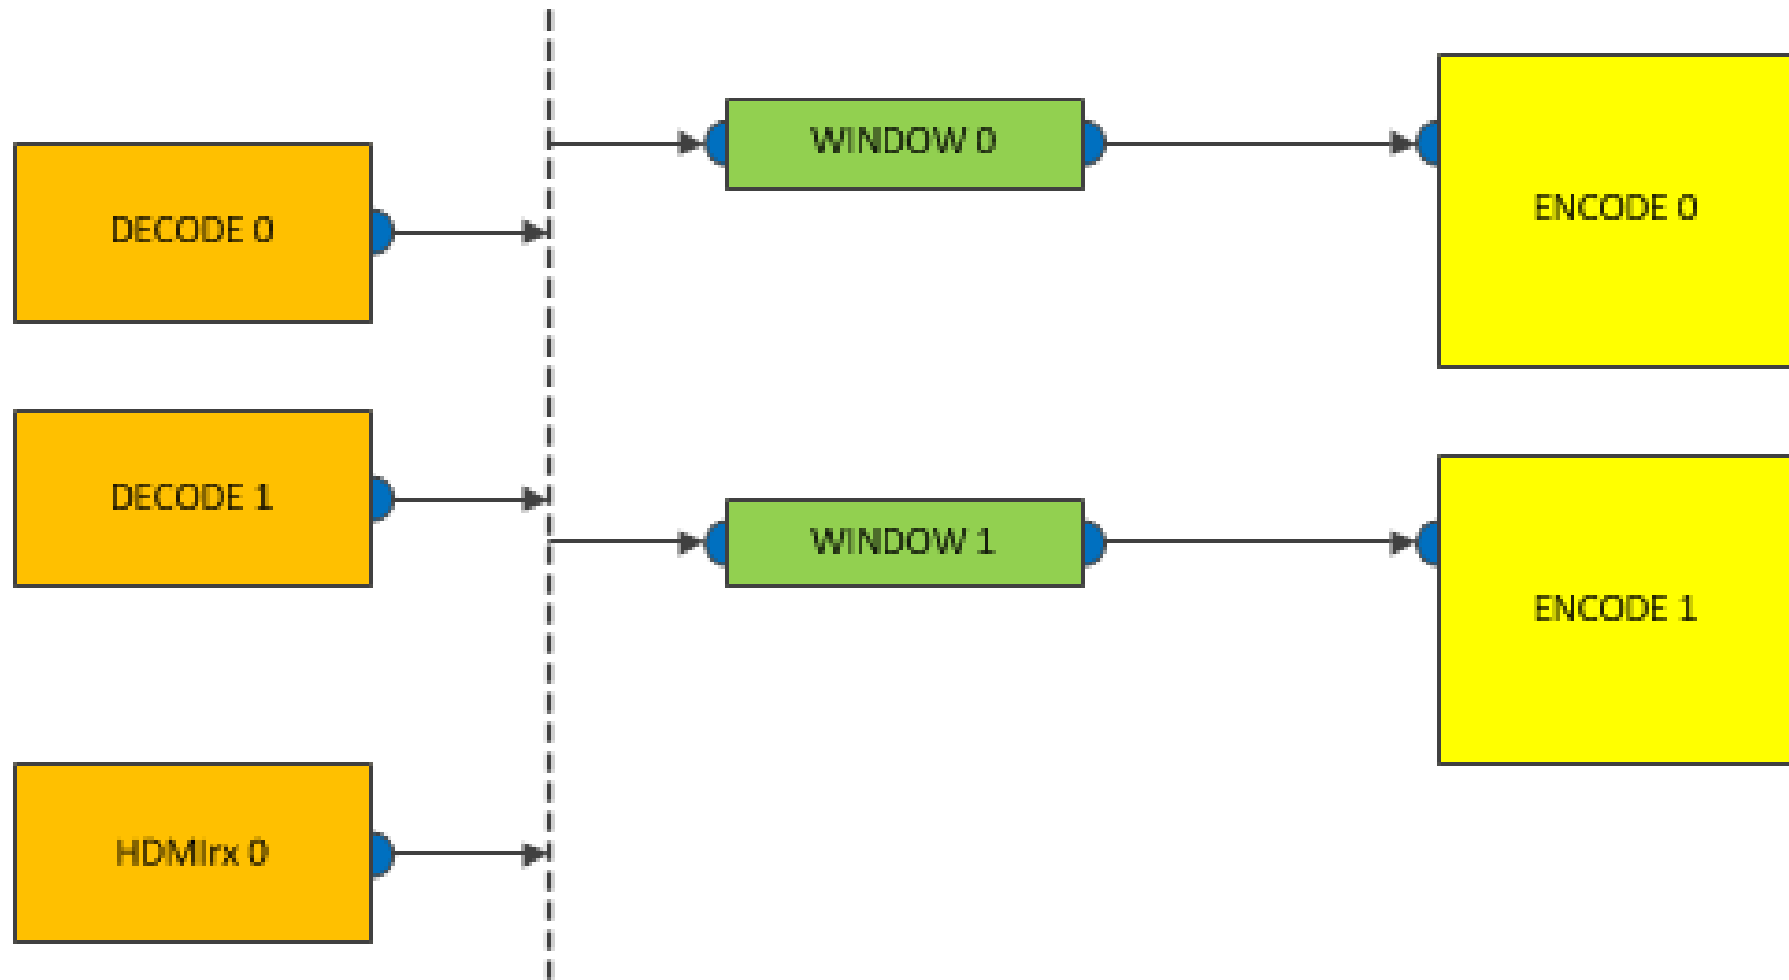 WINDOW 0
ENCODE 0
DECODE 0
DECODE 1
WINDOW 1
ENCODE 1
HDMIrx 0